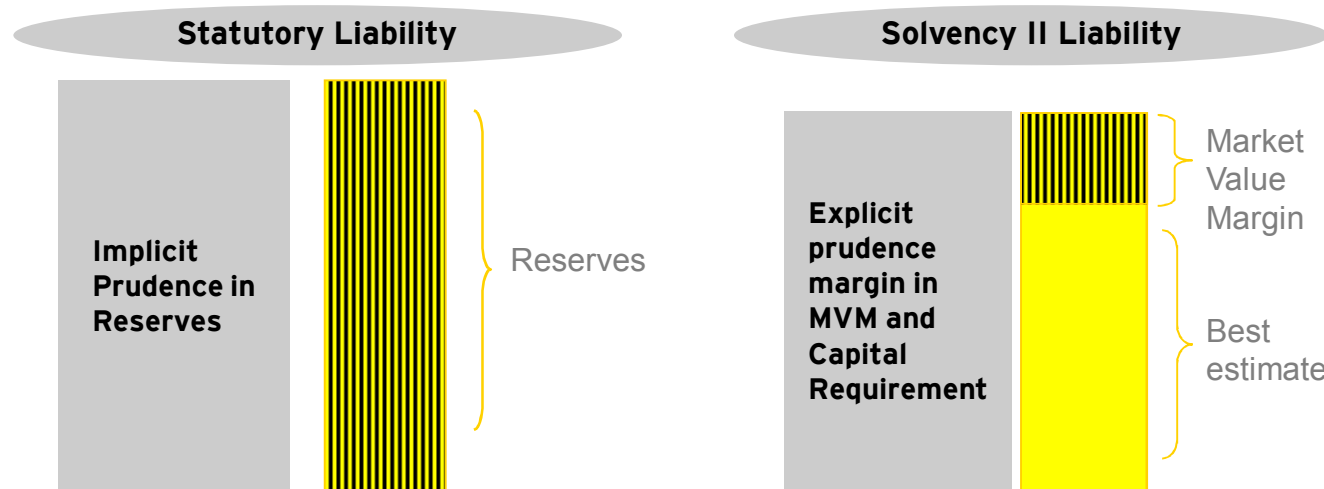 Statutory Liability
Implicit
Prudence in
Reserves
Reserves
Solvency II Liability
Explicit
prudence
margin in
MVM and
Capital
Requirement
Market
Value
Margin
Best
estimate